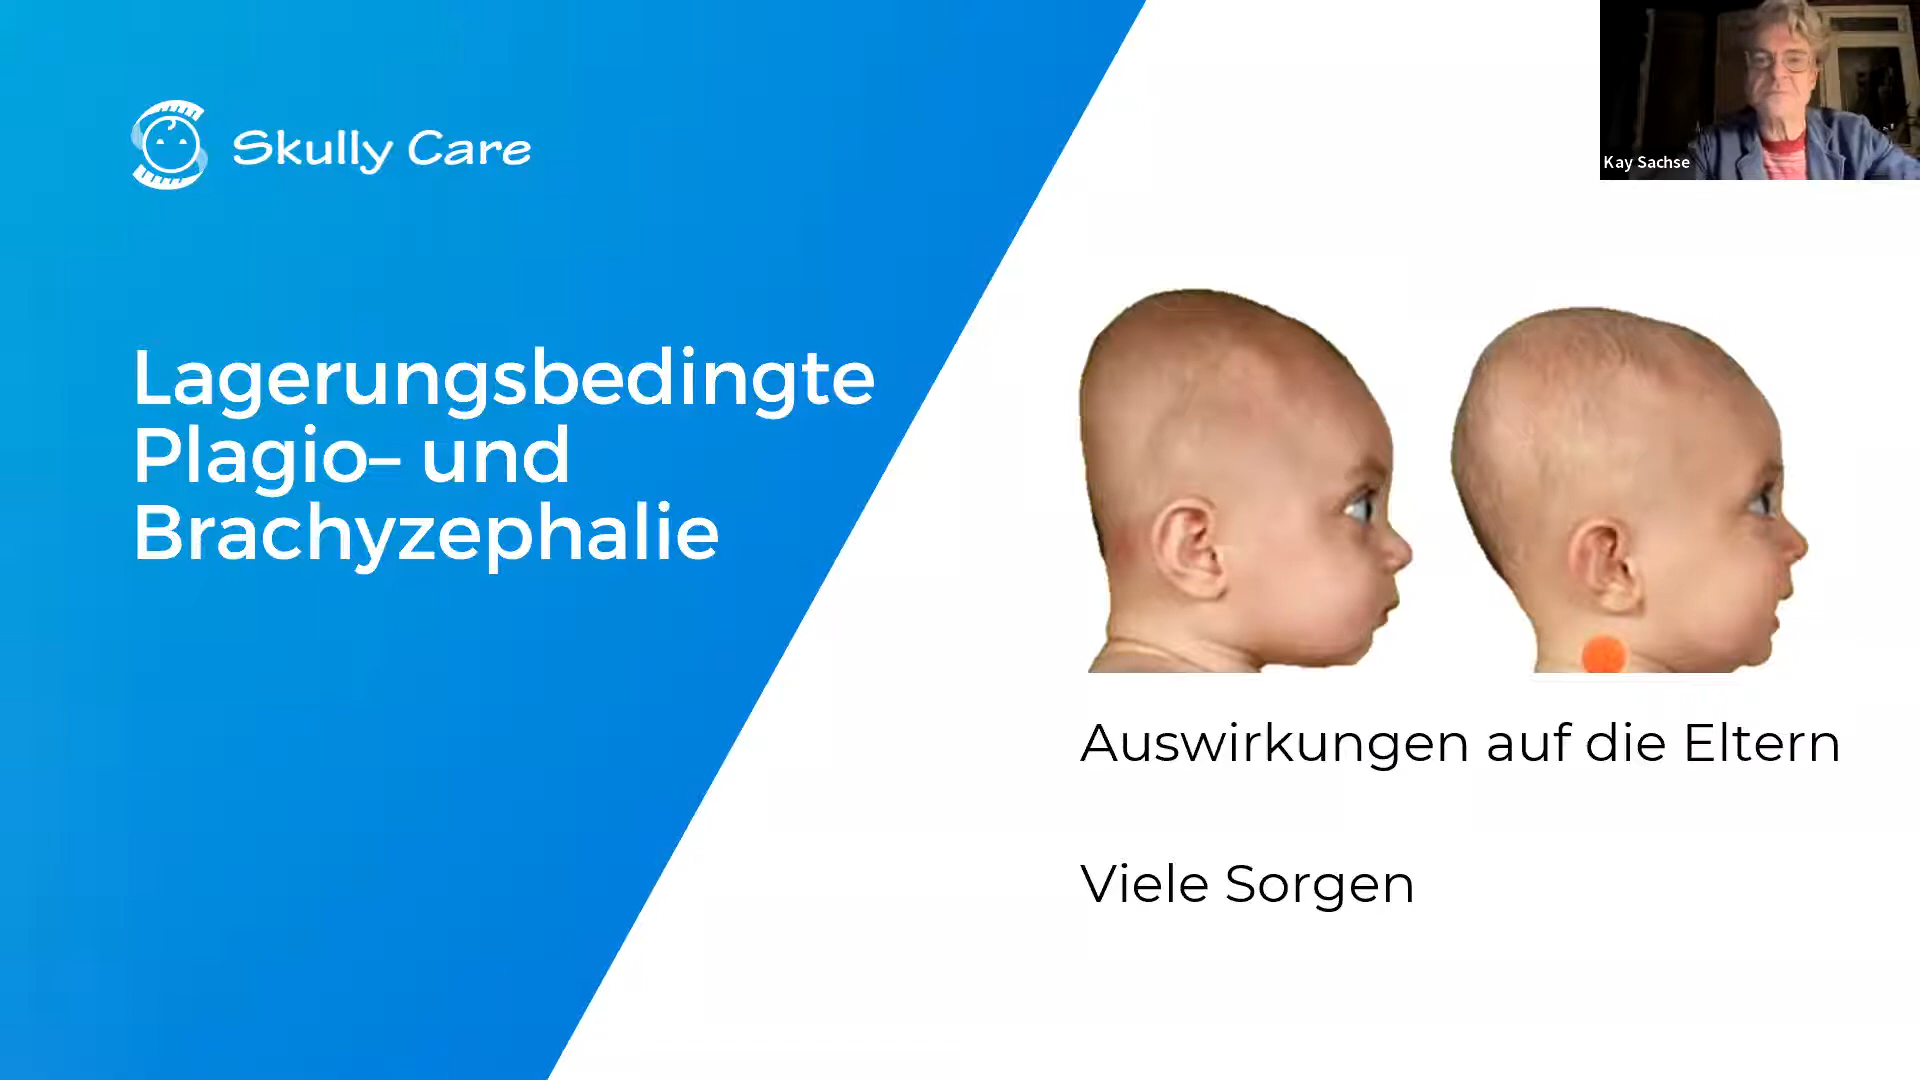 Skully Care
Kay Sachse
Lagerungsbedingte
Plagio– und
Brachyzephalie
Auswirkungen auf die Eltern
Viele Sorgen